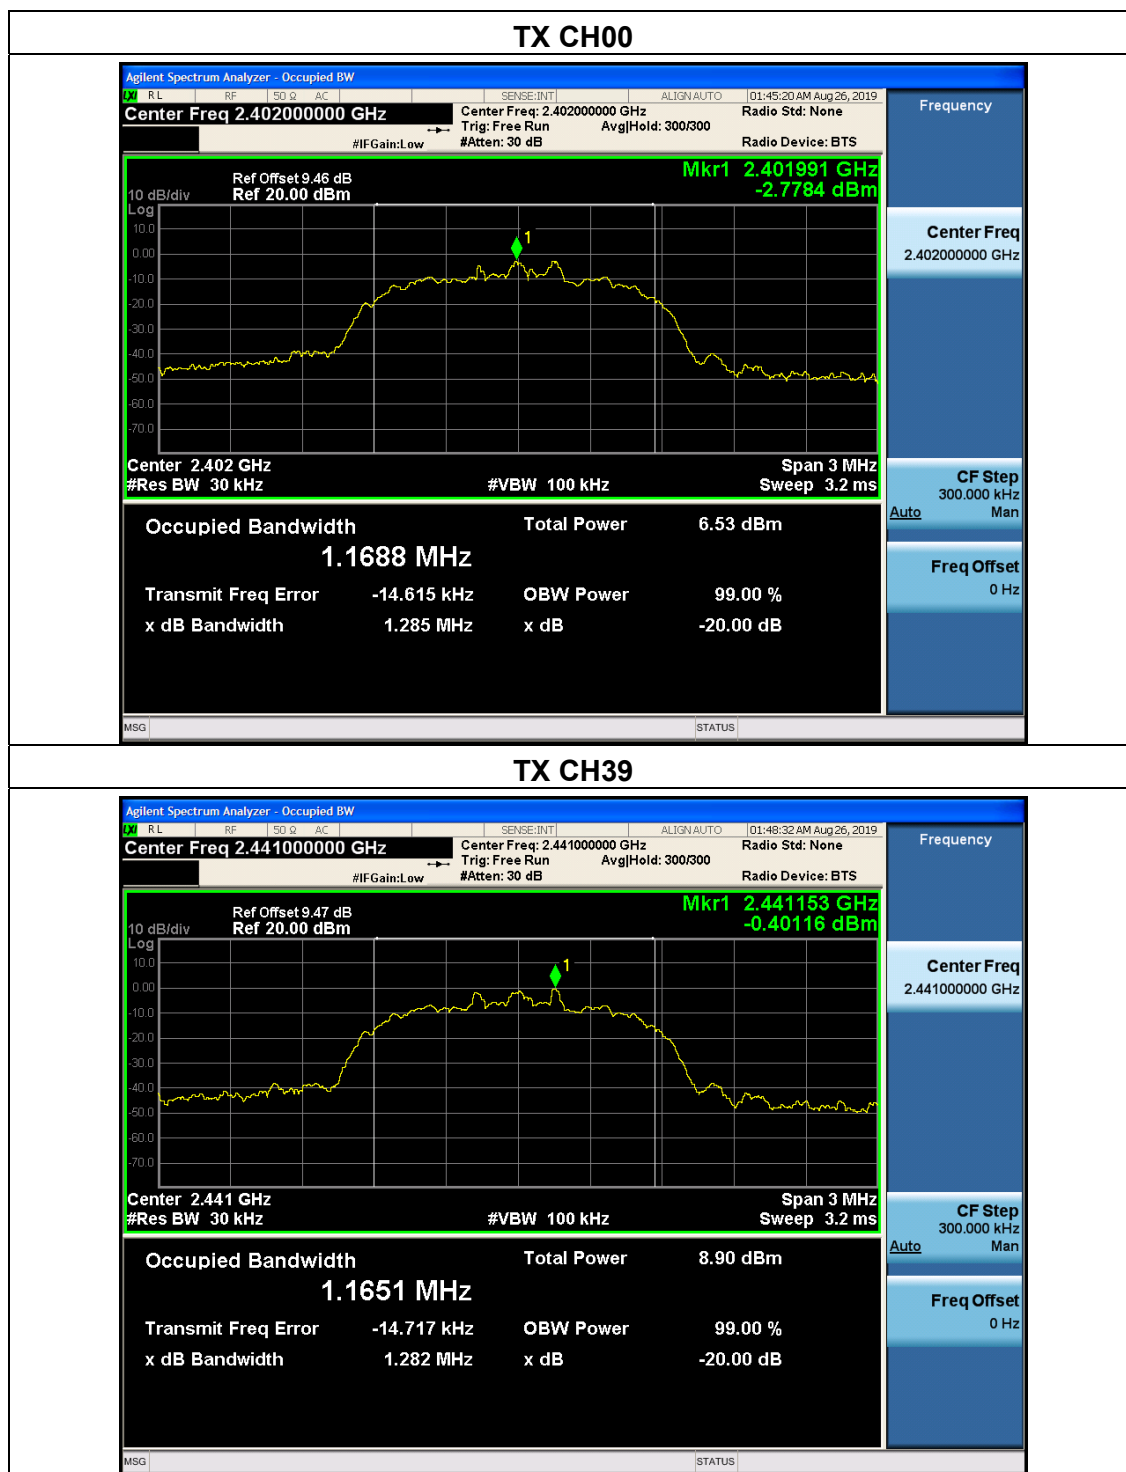 TX CH00
Agilent Spectrum Analyzer - Occupied BW
LXI RL RF 50 Ω AC SENSE:INT ALIGN AUTO 01:45:20 AM Aug 26, 2019
Center Freq 2.402000000 GHz
Center Freq: 2.402000000 GHz Radio Std: None
Trig: Free Run Avg|Hold: 300/300
#IFGain:Low #Atten: 30 dB Radio Device: BTS
Frequency
Mkr1 2.401991 GHz
-2.7784 dBm
Ref Offset 9.46 dB
10 dB/div Ref 20.00 dBm
Log
10.0
0.00
-10.0
-20.0
-30.0
-40.0
-50.0
-60.0
-70.0
1
Center Freq
2.402000000 GHz
Center 2.402 GHz Span 3 MHz
#Res BW 30 kHz #VBW 100 kHz Sweep 3.2 ms
CF Step
300.000 kHz
Auto Man
Occupied Bandwidth Total Power 6.53 dBm
1.1688 MHz
Transmit Freq Error -14.615 kHz OBW Power 99.00 %
x dB Bandwidth 1.285 MHz x dB -20.00 dB
Freq Offset
0 Hz
MSG STATUS
TX CH39
Agilent Spectrum Analyzer - Occupied BW
LXI RL RF 50 Ω AC SENSE:INT ALIGN AUTO 01:48:32 AM Aug 26, 2019
Center Freq 2.441000000 GHz
Center Freq: 2.441000000 GHz Radio Std: None
Trig: Free Run Avg|Hold: 300/300
#IFGain:Low #Atten: 30 dB Radio Device: BTS
Frequency
Mkr1 2.441153 GHz
-0.40116 dBm
Ref Offset 9.47 dB
10 dB/div Ref 20.00 dBm
Log
10.0
0.00
-10.0
-20.0
-30.0
-40.0
-50.0
-60.0
-70.0
1
Center Freq
2.441000000 GHz
Center 2.441 GHz Span 3 MHz
#Res BW 30 kHz #VBW 100 kHz Sweep 3.2 ms
CF Step
300.000 kHz
Auto Man
Occupied Bandwidth Total Power 8.90 dBm
1.1651 MHz
Transmit Freq Error -14.717 kHz OBW Power 99.00 %
x dB Bandwidth 1.282 MHz x dB -20.00 dB
Freq Offset
0 Hz
MSG STATUS